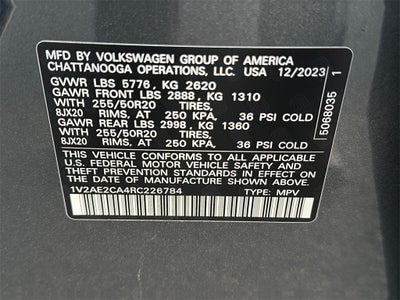 MFD BY VOLKSWAGEN GROUP OF AMERICA
CHATTANOOGA OPERATIONS, LLC. USA 12/2023
GVWR LBS 5776, KG 2620
GAWR FRONT LBS 2888, KG 1310
WITH 255/50R20 TIRES,
8JX20 RIMS, AT 250 KPA, 36 PSI COLD
GAWR REAR LBS 2998, KG 1360
WITH 255/50R20 TIRES,
8JX20 RIMS, AT 250 KPA, 36 PSI COLD
THIS VEHICLE CONFORMS TO ALL APPLICABLE
U.S. FEDERAL MOTOR VEHICLE SAFETY
STANDARDS IN EFFECT ON THE DATE OF
MANUFACTURE SHOWN ABOVE.
1V2AE2CA4RC226784 TYPE: MPV
5068035 1